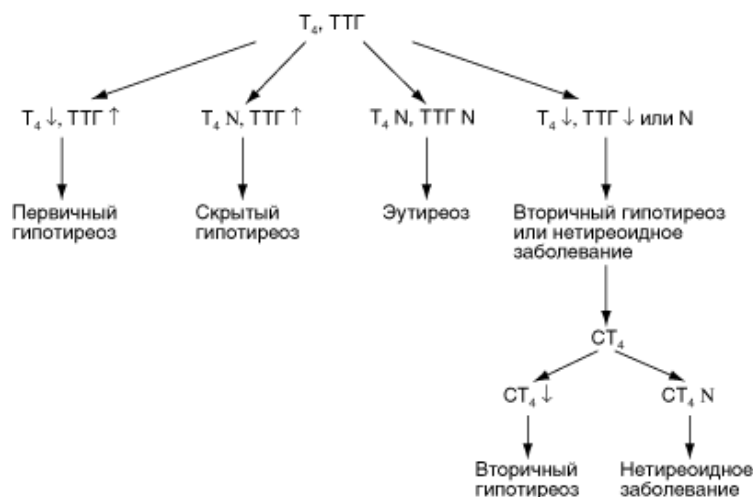 T₄, ТТГ
T₄ ↓, ТТГ ↑
T₄ N, ТТГ ↑
T₄ N, ТТГ N
T₄ ↓, ТТГ ↓ или N
Первичный
гипотиреоз
Скрытый
гипотиреоз
Эутиреоз
Вторичный гипотиреоз
или нетиреоидное
заболевание
СТ₄
СТ₄ ↓
СТ₄ N
Вторичный
гипотиреоз
Нетиреоидное
заболевание